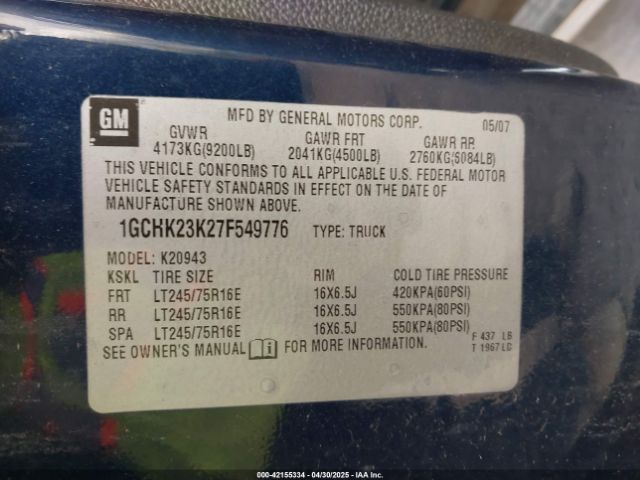 GM
MFD BY GENERAL MOTORS CORP. 05/07
GVWR GAWR FRT GAWR RR
4173KG(9200LB) 2041KG(4500LB) 2760KG(6084LB)
THIS VEHICLE CONFORMS TO ALL APPLICABLE U.S. FEDERAL MOTOR
VEHICLE SAFETY STANDARDS IN EFFECT ON THE DATE OF
MANUFACTURE SHOWN ABOVE.
1GCHK23K27F549776 TYPE: TRUCK
MODEL: K20943
KSKL TIRE SIZE RIM COLD TIRE PRESSURE
FRT LT245/75R16E 16X6.5J 420KPA(60PSI)
RR LT245/75R16E 16X6.5J 550KPA(80PSI)
SPA LT245/75R16E 16X6.5J 550KPA(80PSI)
SEE OWNER'S MANUAL FOR MORE INFORMATION.
F 437 LB
T 1967 LC
000-42155334 - 04/30/2025 - IAA Inc.